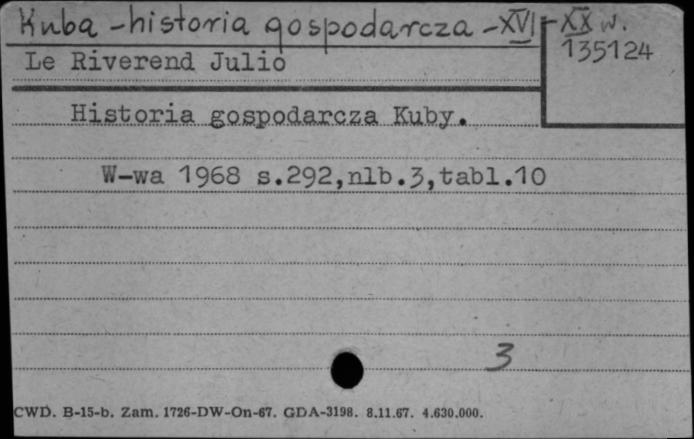 Kuba - historia gospodarcza - XVI - XX w.
135124
Le Riverend Julio
Historia gospodarcza Kuby.
W-wa 1968 s.292,nlb.3,tabl.10
3
CWD. B-15-b. Zam. 1726-DW-On-67. GDA-3198. 8.11.67. 4.630.000.